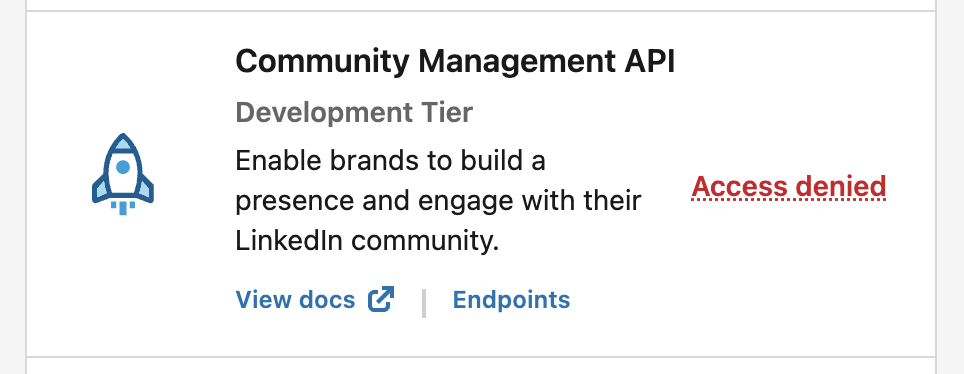 Community Management API
Development Tier
Enable brands to build a
presence and engage with their
LinkedIn community.
Access denied
View docs | Endpoints